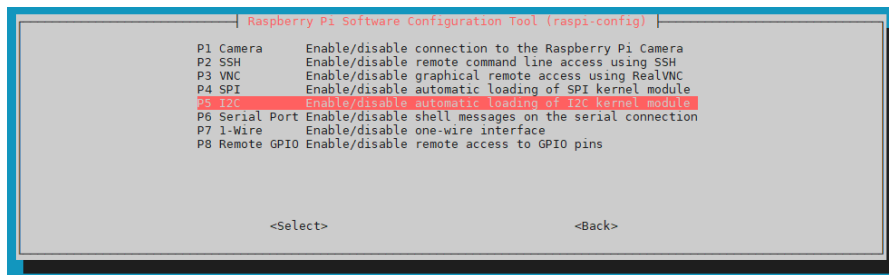 Raspberry Pi Software Configuration Tool (raspi-config)
P1 Camera Enable/disable connection to the Raspberry Pi Camera
P2 SSH Enable/disable remote command line access using SSH
P3 VNC Enable/disable graphical remote access using RealVNC
P4 SPI Enable/disable automatic loading of SPI kernel module
P5 I2C Enable/disable automatic loading of I2C kernel module
P6 Serial Port Enable/disable shell messages on the serial connection
P7 1-Wire Enable/disable one-wire interface
P8 Remote GPIO Enable/disable remote access to GPIO pins
<Select> <Back>